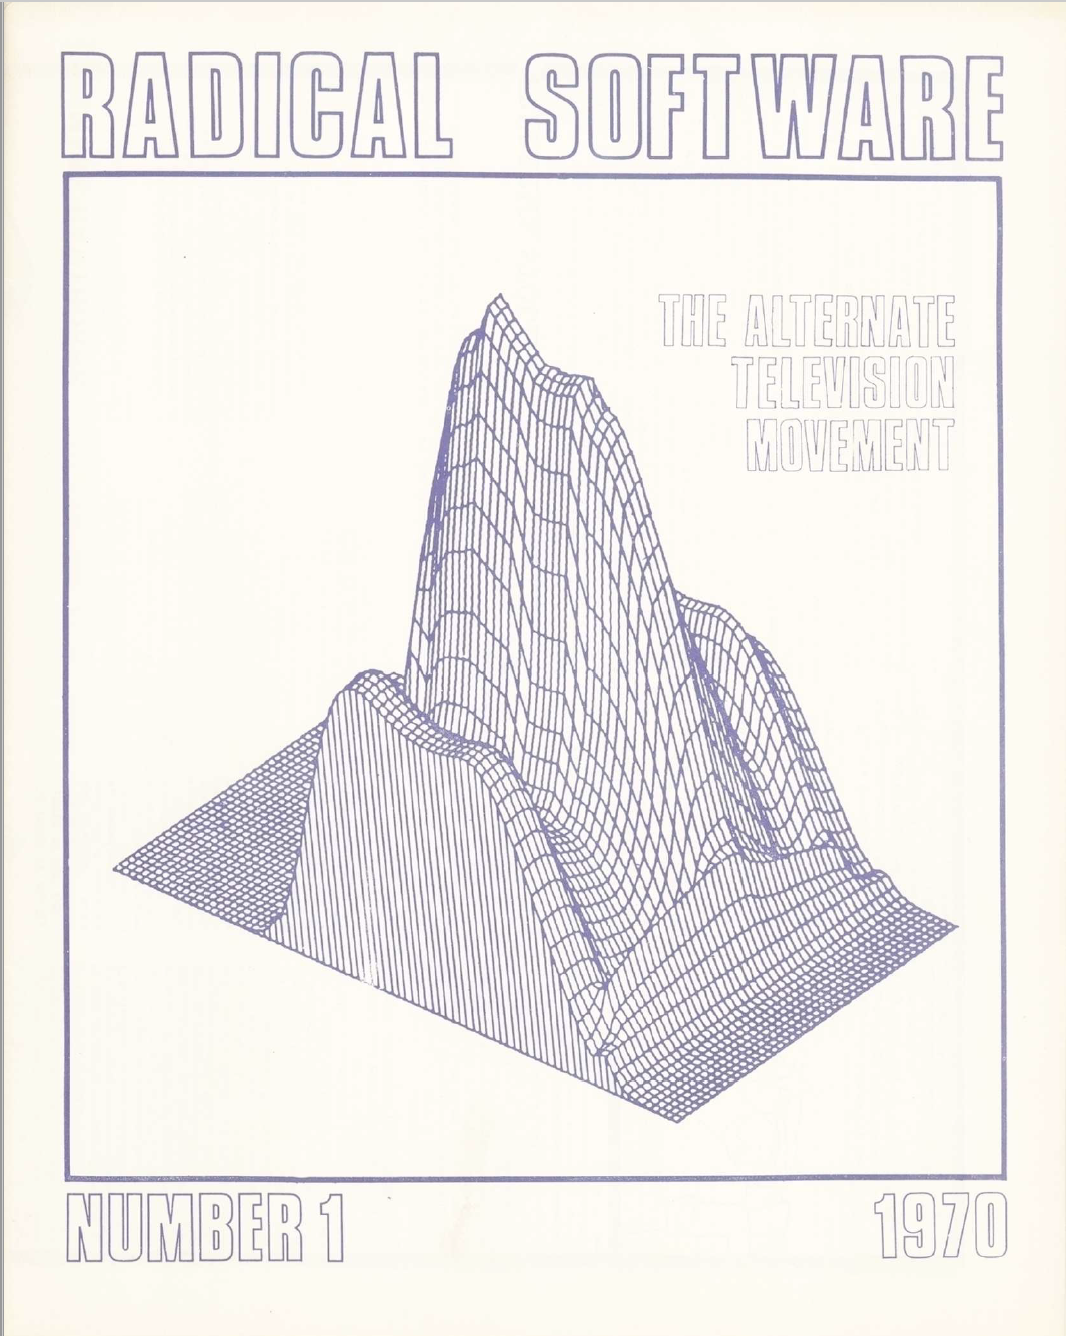 RADICAL SOFTWARE
THE ALTERNATE
TELEVISION
MOVEMENT
NUMBER 1
1970